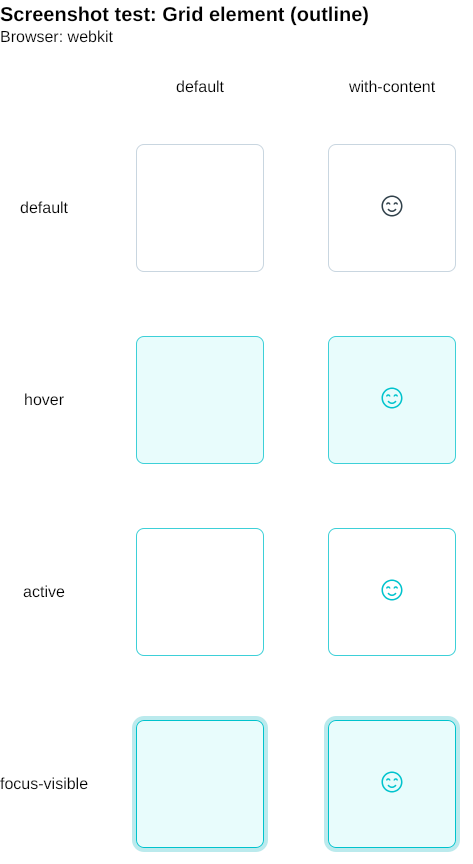 Screenshot test: Grid element (outline)
Browser: webkit
default with-content
default
hover
active
focus-visible